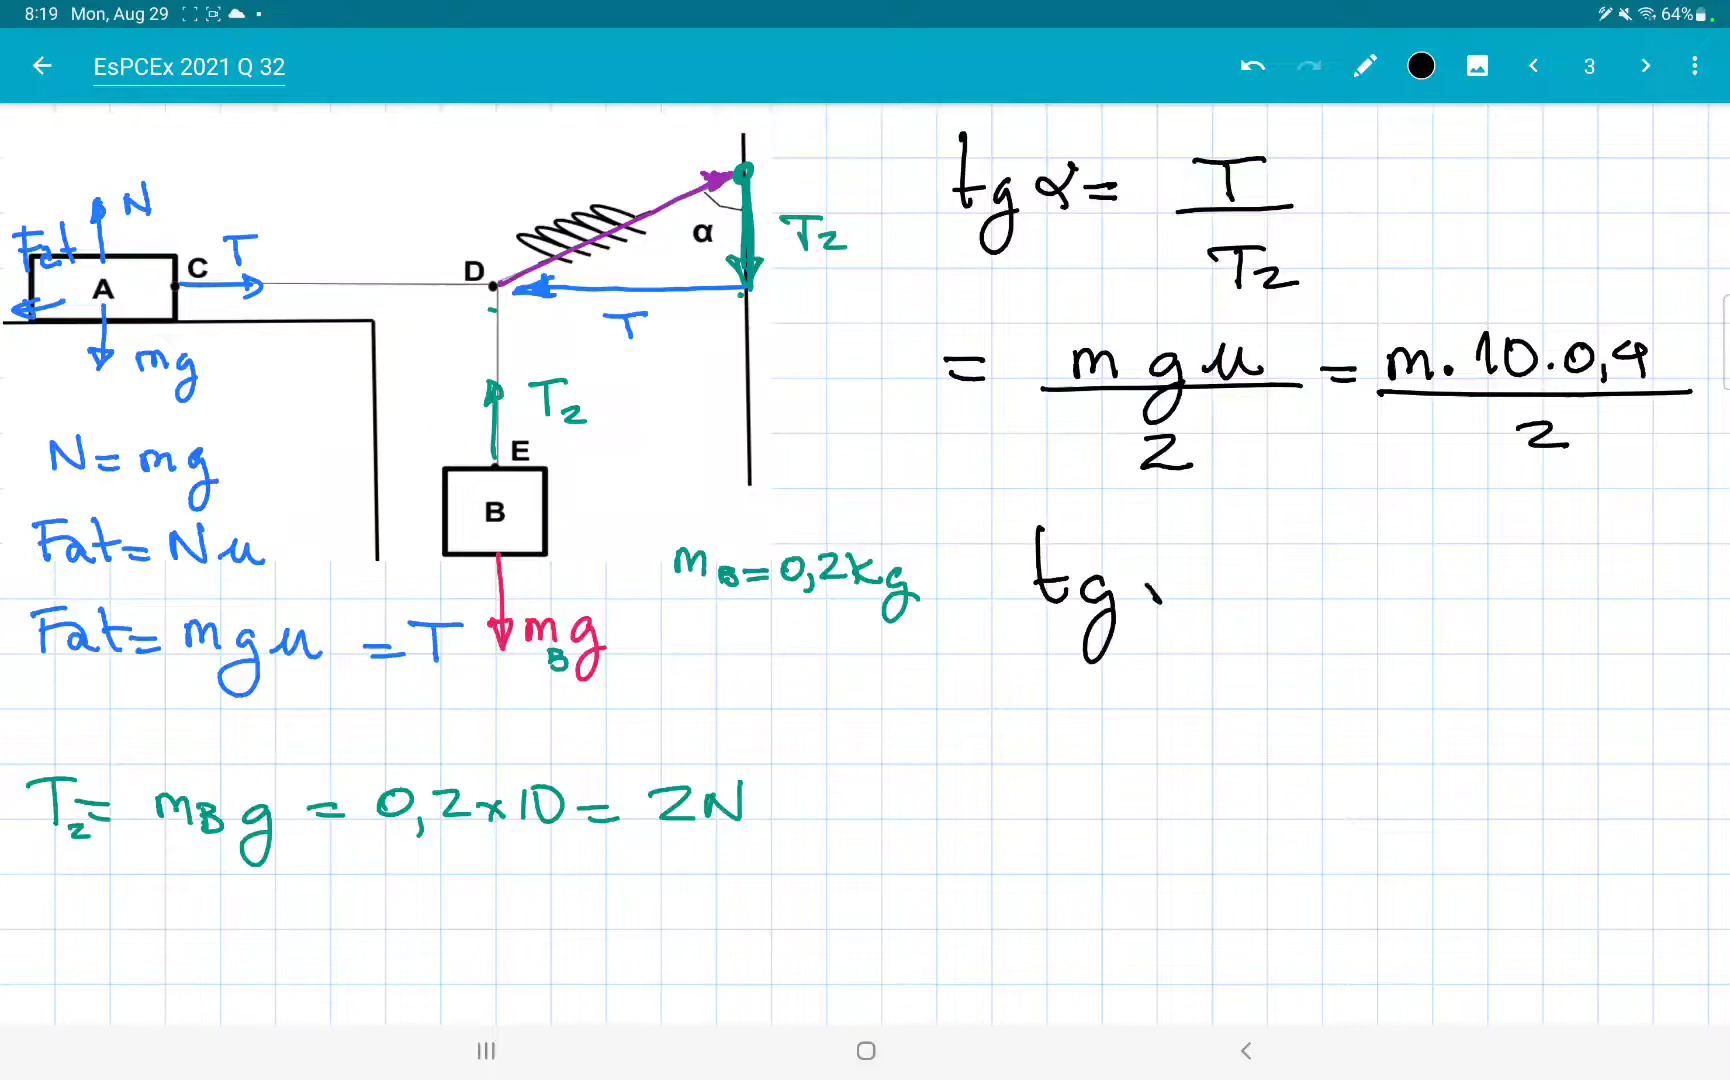 8:19 Mon, Aug 29
64%
EsPCEx 2021 Q 32
3
N
Fat
T
C
A
D
α
T2
T
mg
T2
E
B
N = mg
Fat = Nu
mB = 0,2kg
Fat = mgu = T
mBg
T2 = mB g = 0,2x10 = 2N
tg α = T / T2
= mgu / 2 = m. 10.0,4 / 2
tg